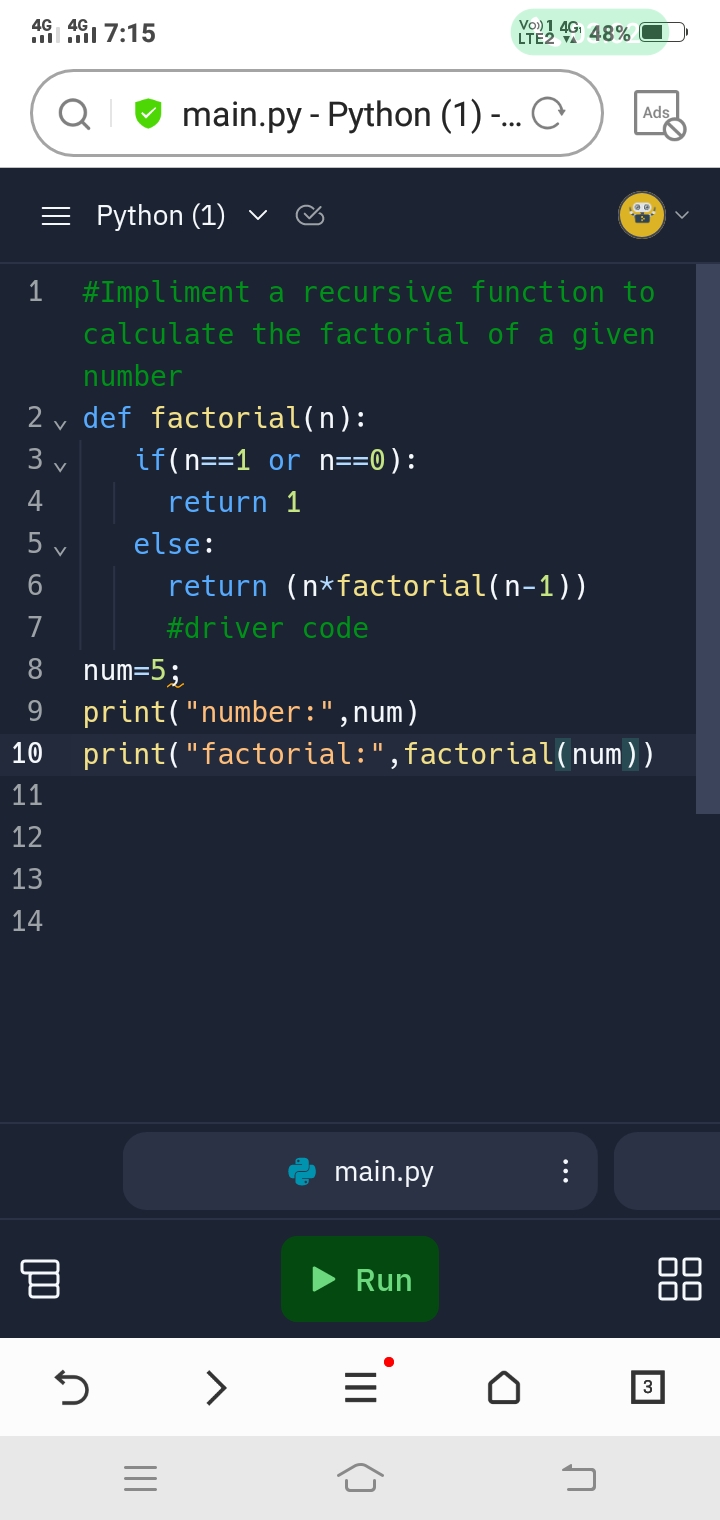 4G 4G 7:15 Vo)) 1 4G 48%
LTE2
main.py - Python (1) -... Ads
Python (1)
1 #Impliment a recursive function to
calculate the factorial of a given
number
2 def factorial(n):
3 if(n==1 or n==0):
4 return 1
5 else:
6 return (n*factorial(n-1))
7 #driver code
8 num=5;
9 print("number:",num)
10 print("factorial:",factorial(num))
11
12
13
14
main.py
Run
3